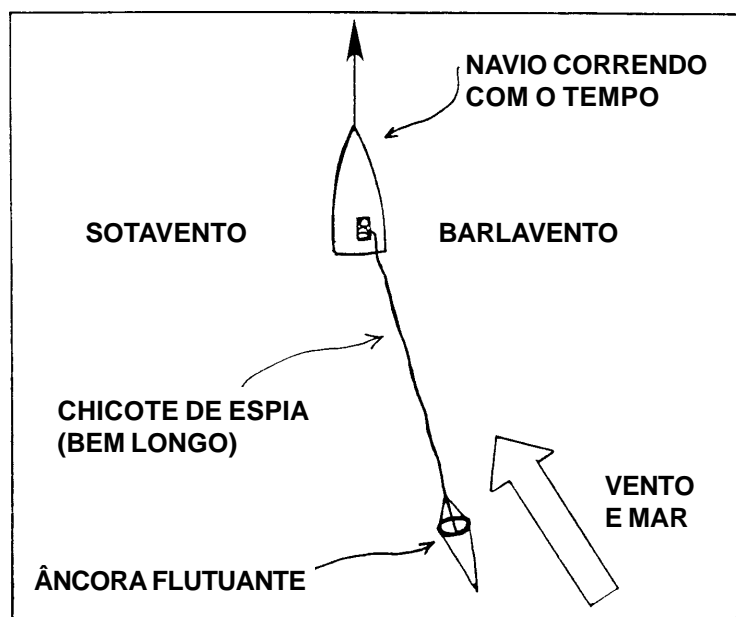 NAVIO CORRENDO
COM O TEMPO
SOTAVENTO
BARLAVENTO
CHICOTE DE ESPIA
(BEM LONGO)
VENTO
E MAR
ÂNCORA FLUTUANTE